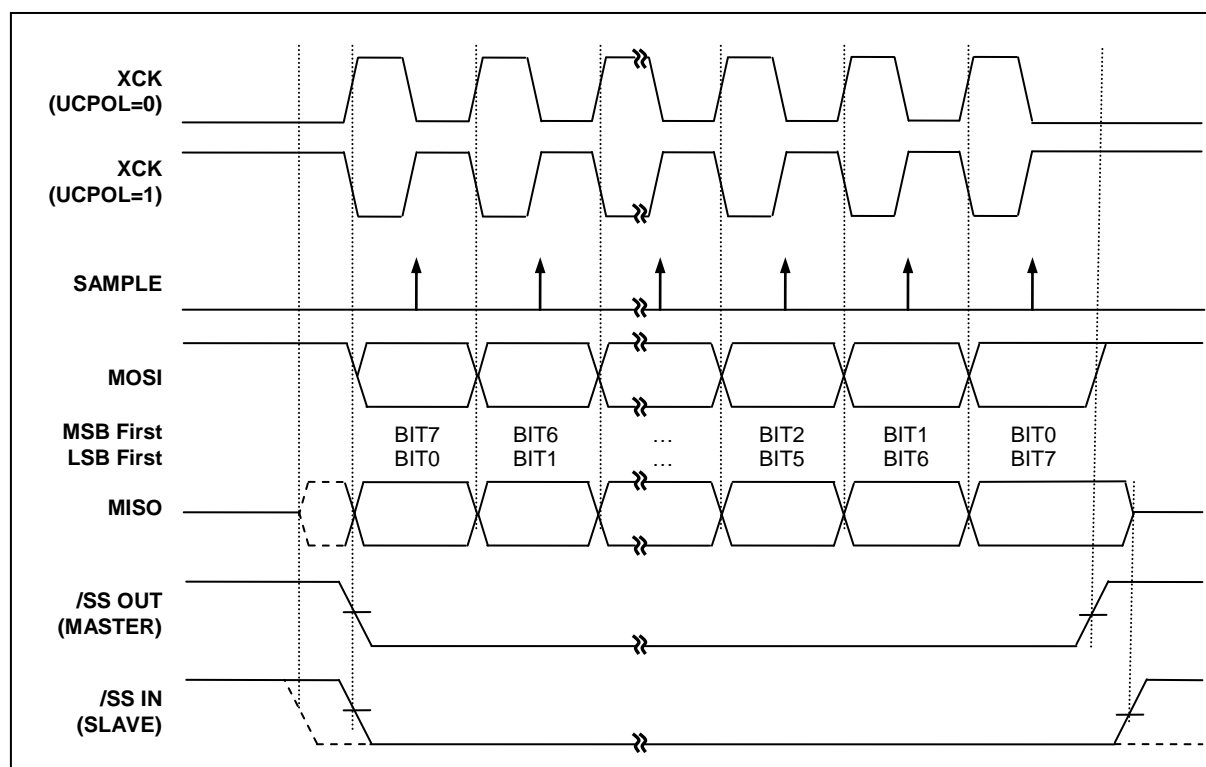 XCK
(UCPOL=0)
XCK
(UCPOL=1)
SAMPLE
MOSI
MSB First BIT7 BIT6 … BIT2 BIT1 BIT0
LSB First BIT0 BIT1 … BIT5 BIT6 BIT7
MISO
/SS OUT
(MASTER)
/SS IN
(SLAVE)